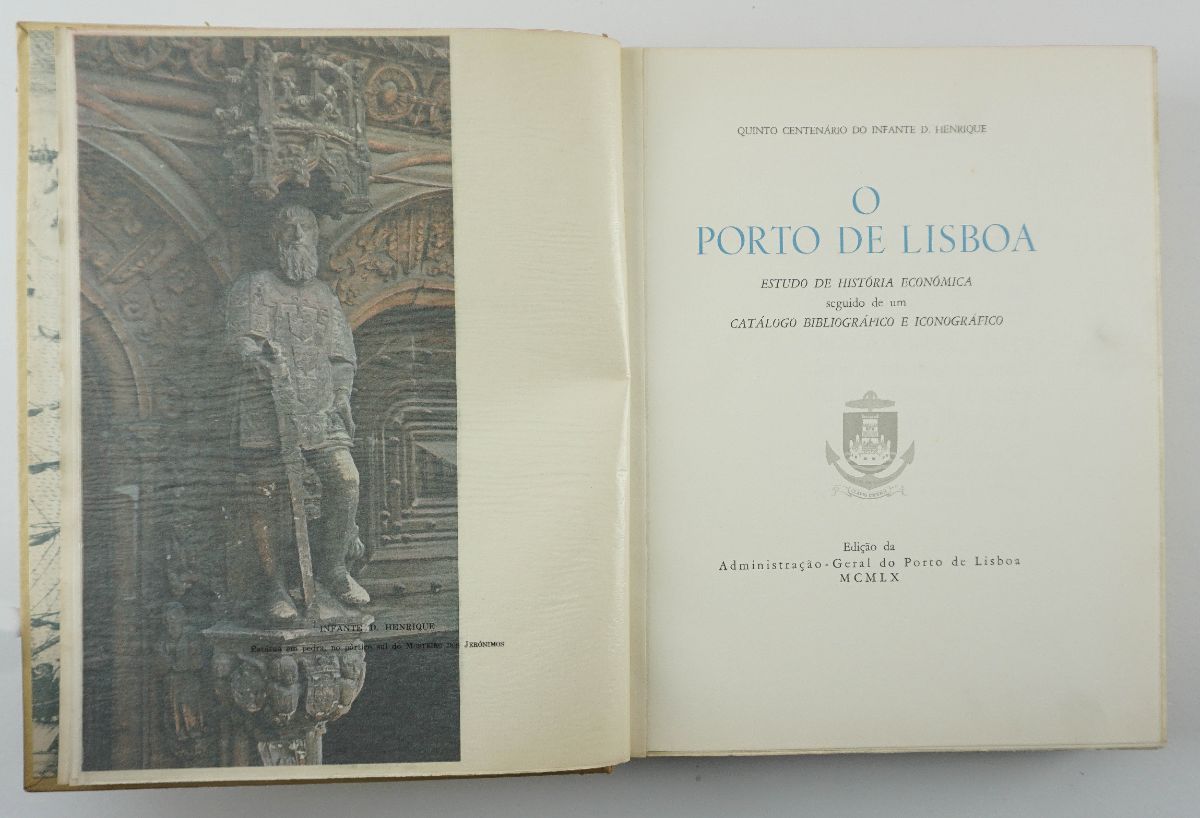 INFANTE D. HENRIQUE
Estátua em pedra, no pórtico sul do MOSTEIRO DOS JERÓNIMOS
QUINTO CENTENÁRIO DO INFANTE D. HENRIQUE
O
PORTO DE LISBOA
ESTUDO DE HISTÓRIA ECONÓMICA
seguido de um
CATÁLOGO BIBLIOGRÁFICO E ICONOGRÁFICO
Edição da
Administração-Geral do Porto de Lisboa
MCMLX